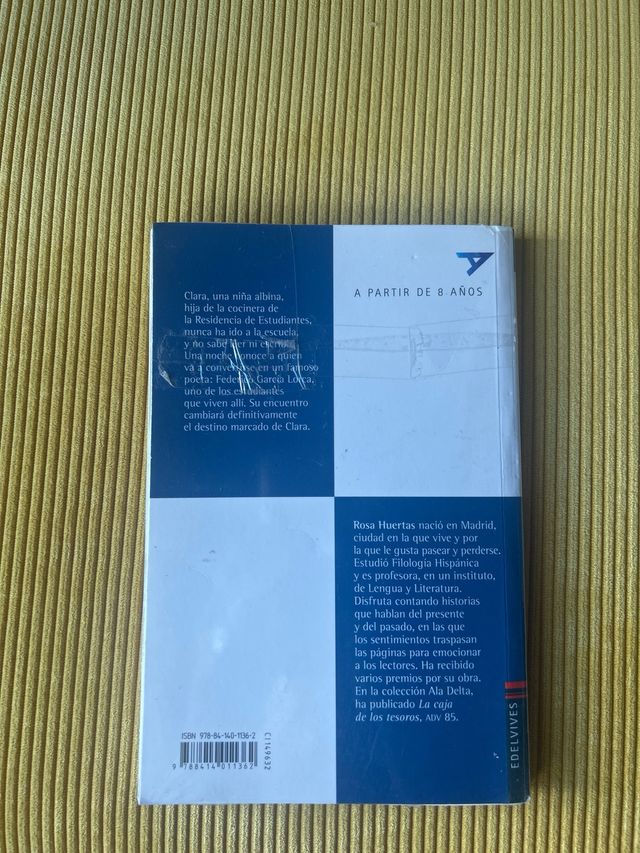 Clara, una niña albina,
hija de la cocinera de
la Residencia de Estudiantes,
nunca ha ido a la escuela,
y no sabe leer ni escribir.
Una noche conoce a quien
va a convertirse en un famoso
poeta: Federico García Lorca,
uno de los estudiantes
que viven allí. Su encuentro
cambiará definitivamente
el destino marcado de Clara.
A PARTIR DE 8 AÑOS
Rosa Huertas nació en Madrid,
ciudad en la que vive y por
la que le gusta pasear y perderse.
Estudió Filología Hispánica
y es profesora, en un instituto,
de Lengua y Literatura.
Disfruta contando historias
que hablan del presente
y del pasado, en las que
los sentimientos traspasan
las páginas para emocionar
a los lectores. Ha recibido
varios premios por su obra.
En la colección Ala Delta,
ha publicado La caja
de los tesoros, ADV 85.
ISBN 978-84-140-1136-2
9 788414 011362
C1149632
EDELVIVES